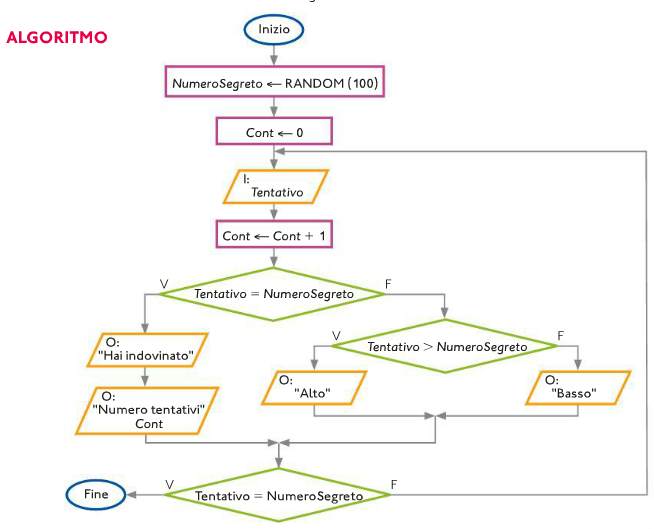 ALGORITMO
Inizio
NumeroSegreto ← RANDOM (100)
Cont ← 0
I:
Tentativo
Cont ← Cont + 1
V
F
Tentativo = NumeroSegreto
O:
"Hai indovinato"
V
F
Tentativo > NumeroSegreto
O:
"Alto"
O:
"Basso"
O:
"Numero tentativi"
Cont
Fine
V
F
Tentativo = NumeroSegreto